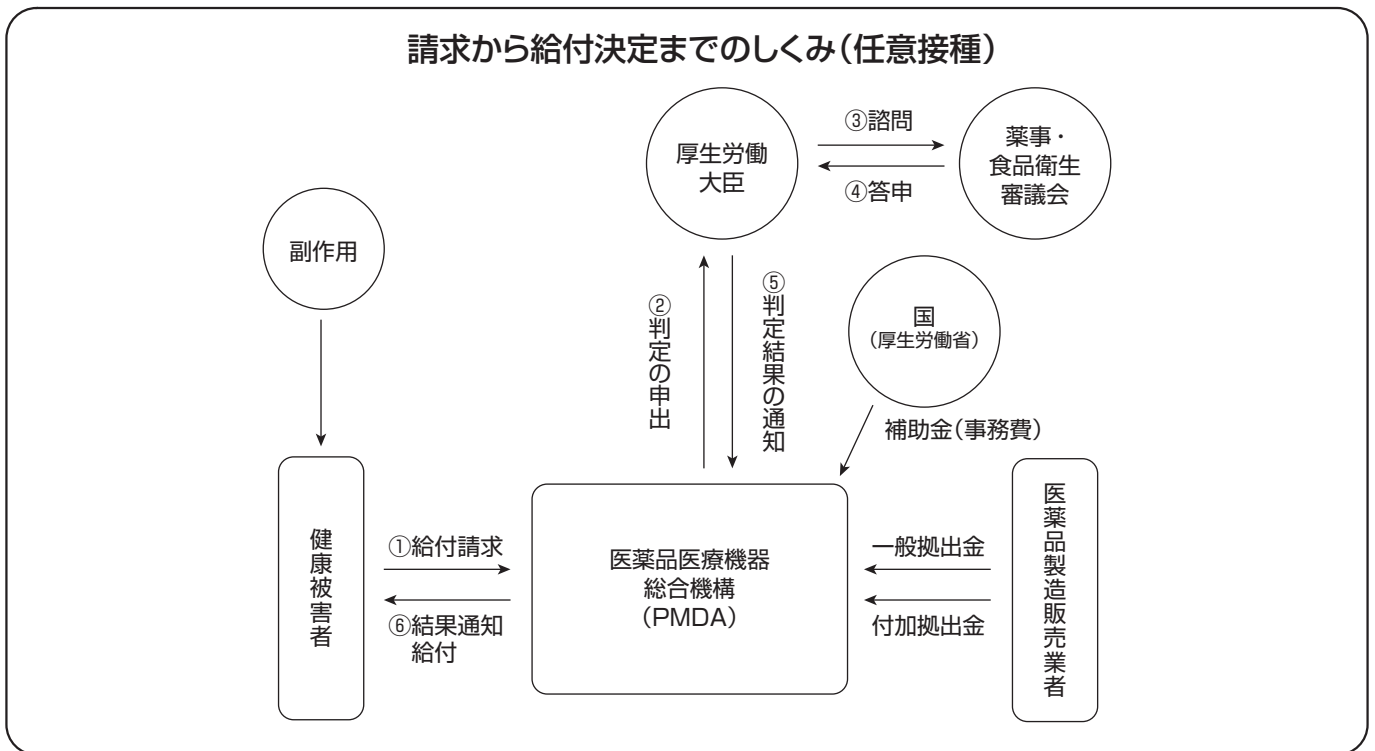 請求から給付決定までのしくみ(任意接種)
厚生労働
大臣
③諮問
④答申
薬事・
食品衛生
審議会
副作用
②判定の申出
⑤判定結果の通知
国
(厚生労働省)
補助金(事務費)
健康被害者
①給付請求
⑥結果通知
給付
医薬品医療機器
総合機構
(PMDA)
一般拠出金
付加拠出金
医薬品製造販売業者